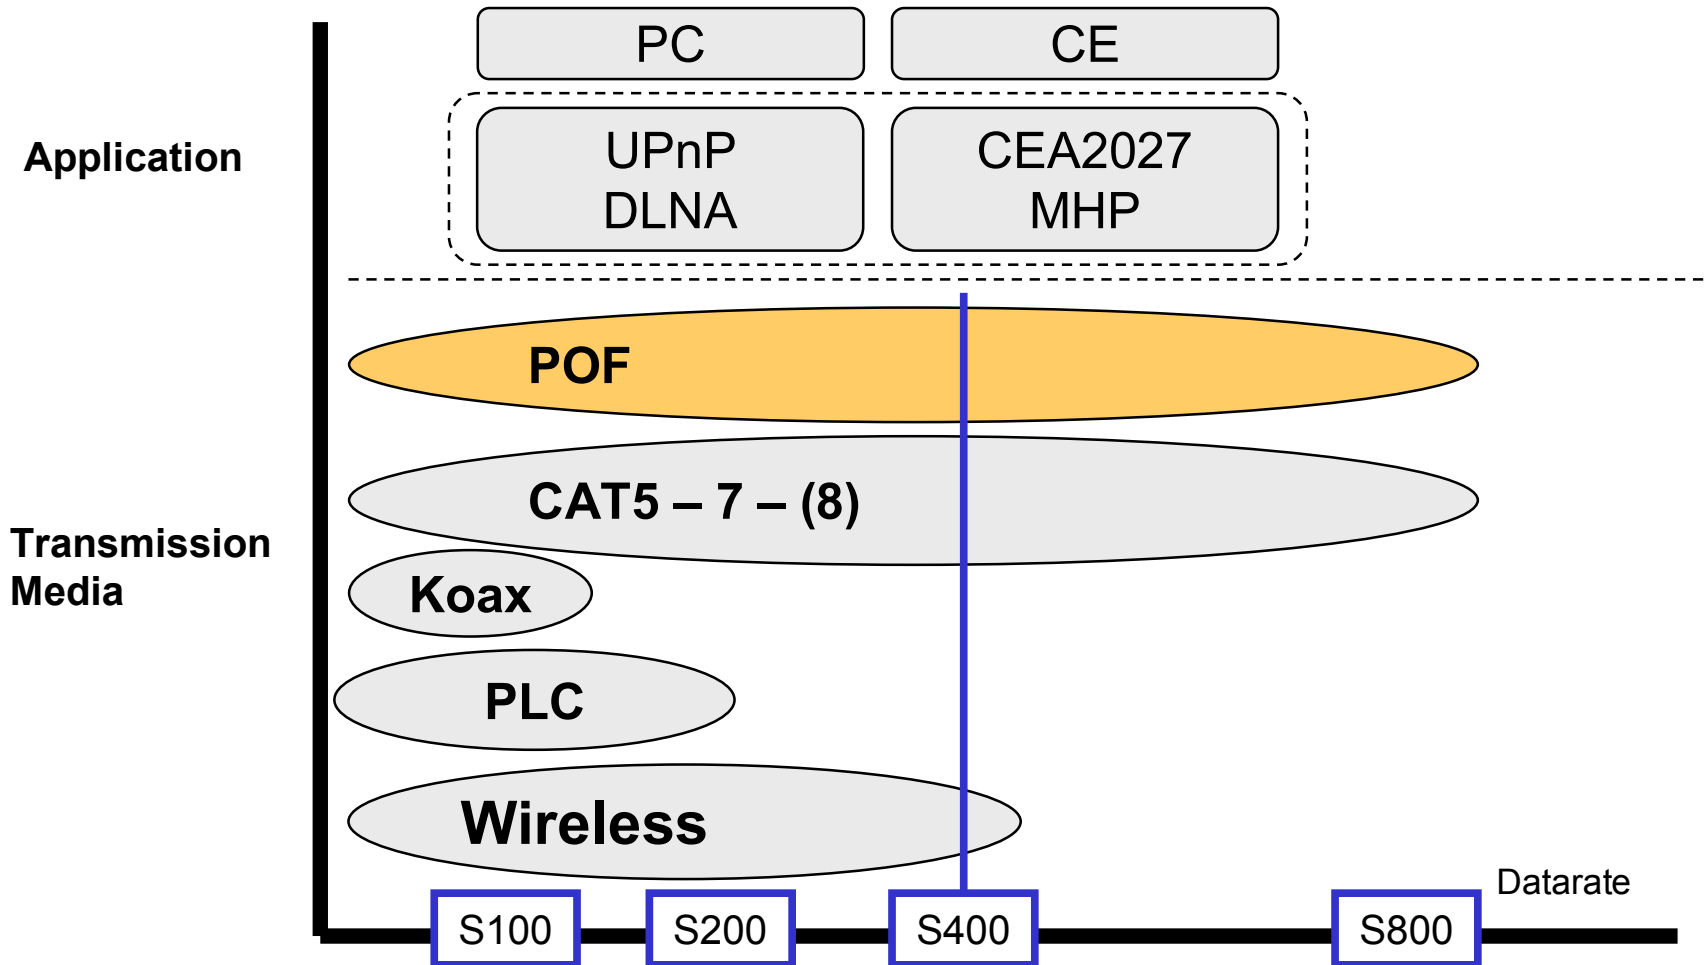 PC
CE
Application
UPnP
DLNA
CEA2027
MHP
POF
CAT5 – 7 – (8)
Transmission
Media
Koax
PLC
Wireless
Datarate
S100
S200
S400
S800